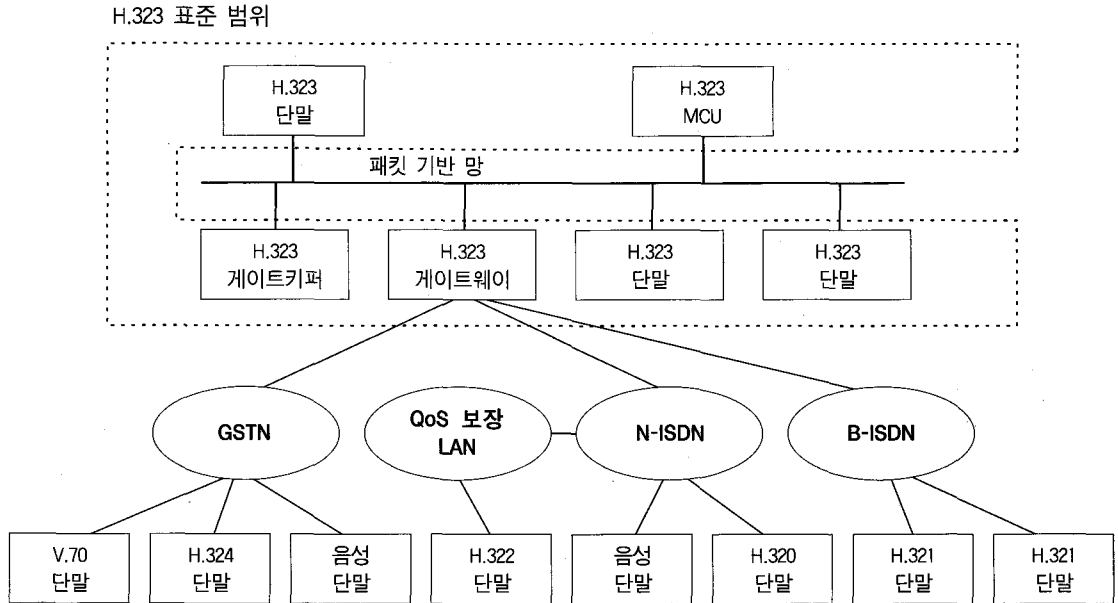 H.323 표준 범위
H.323
단말
H.323
MCU
패킷 기반 망
H.323
게이트키퍼
H.323
게이트웨이
H.323
단말
H.323
단말
GSTN
QoS 보장
LAN
N-ISDN
B-ISDN
V.70
단말
H.324
단말
음성
단말
H.322
단말
음성
단말
H.320
단말
H.321
단말
H.321
단말